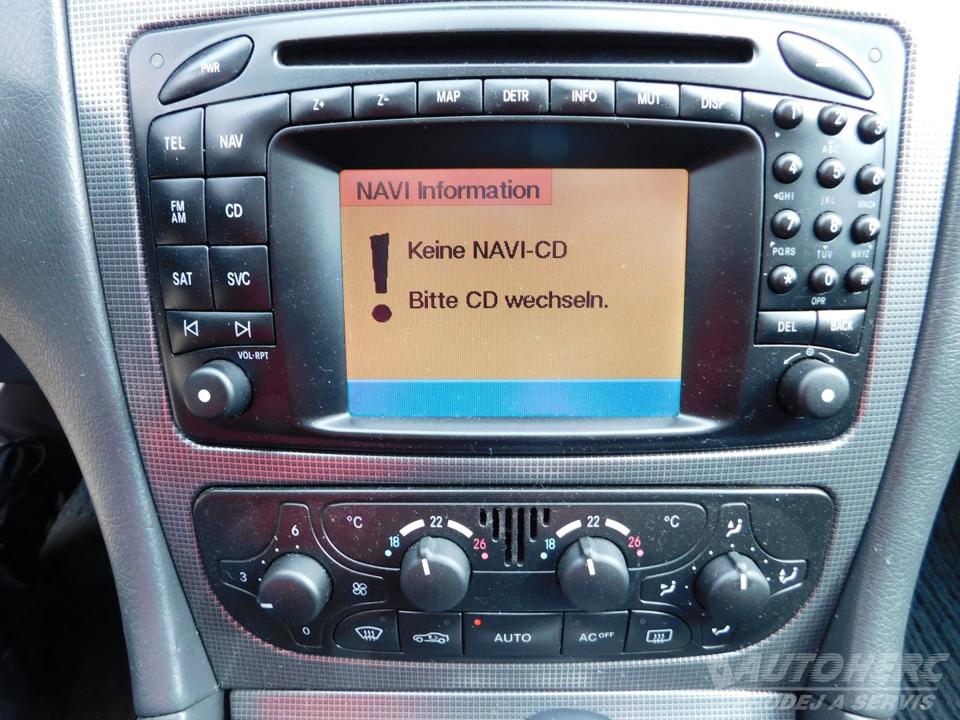 PWR
Z+ Z- MAP DETR INFO MUT DISP
TEL NAV
1 2 3
ABC
NAVI Information
4 5 6
GHI JKL MNO
FM AM
CD
Keine NAVI-CD
7 8 9
PQRS TUV WXYZ
SAT SVC
* 0 #
OPR
Bitte CD wechseln.
DEL BACK
VOL·RPT
6 °C 22 22 °C
18 26 18 26
3
0
AUTO AC OFF
AUTOHERC
PRODEJ A SERVIS